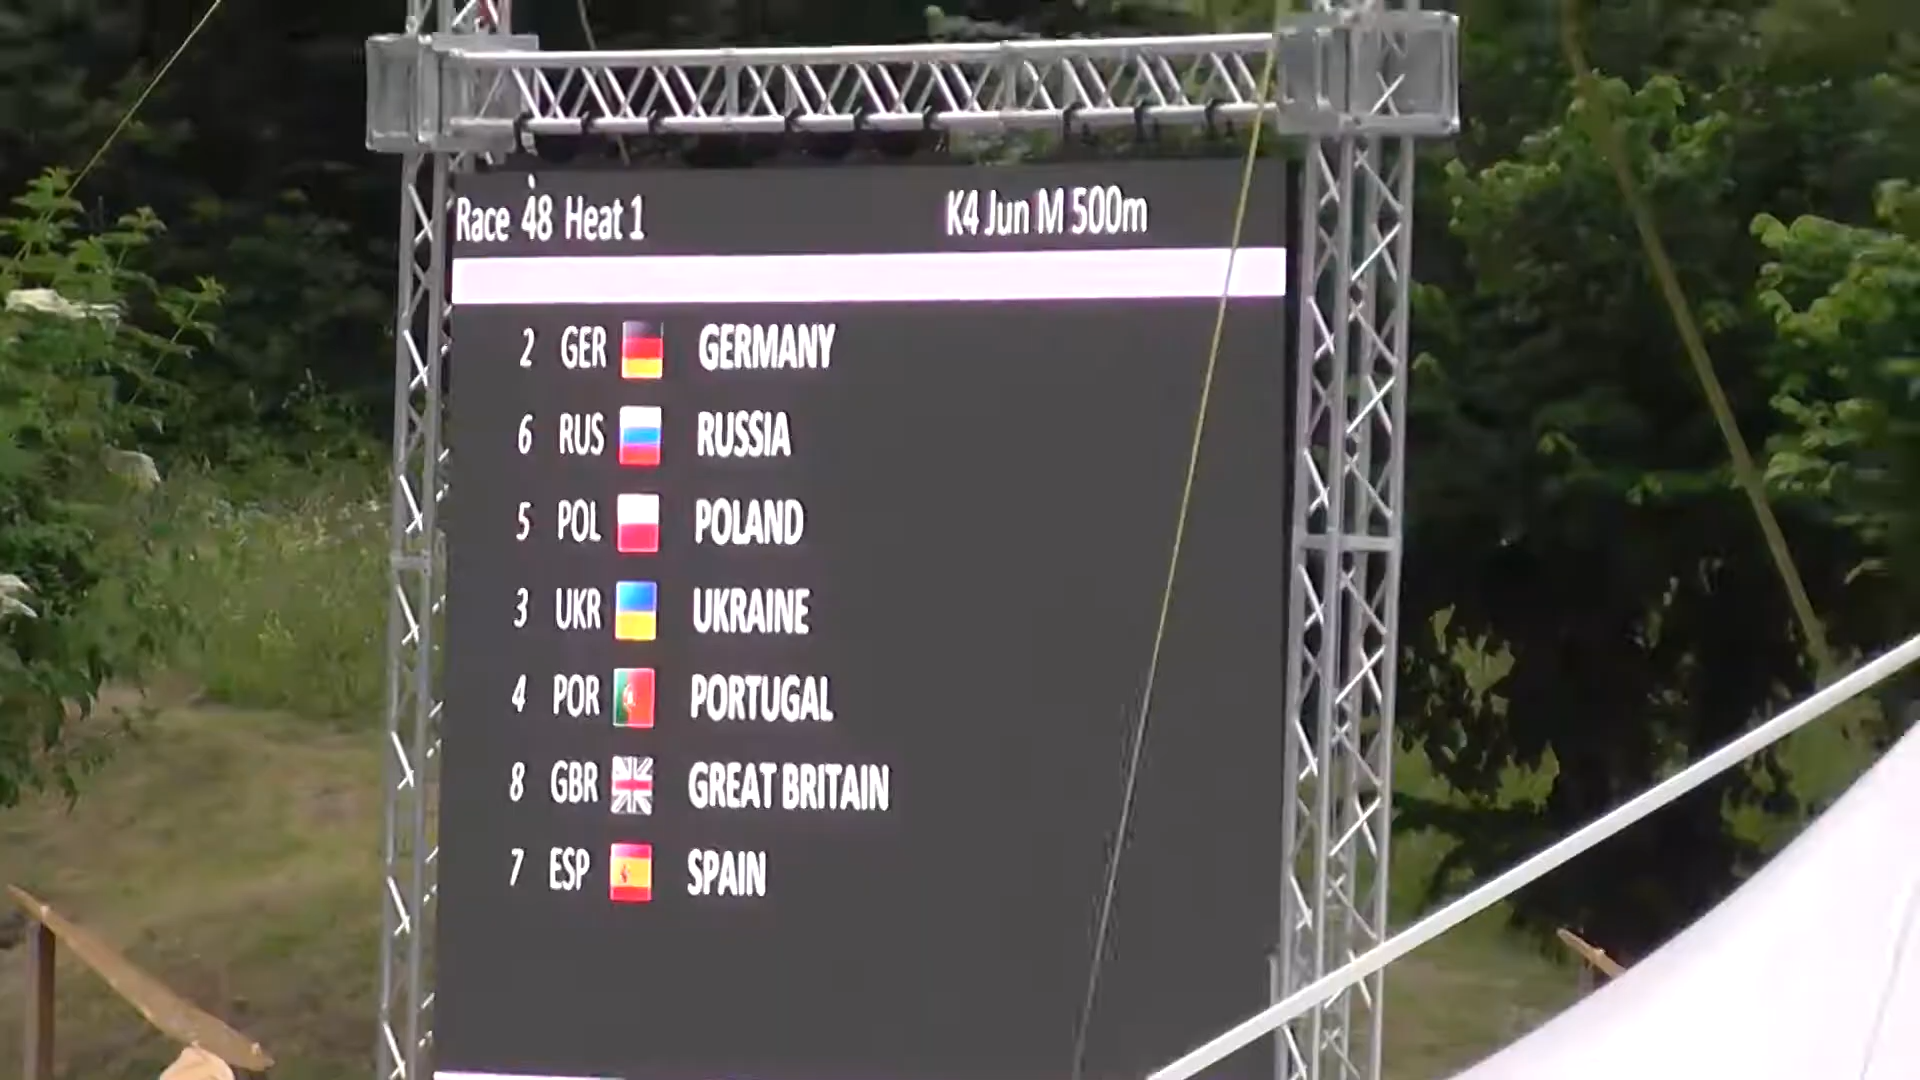 Race 48 Heat 1 K4 Jun M 500m
2 GER GERMANY
6 RUS RUSSIA
5 POL POLAND
3 UKR UKRAINE
4 POR PORTUGAL
8 GBR GREAT BRITAIN
7 ESP SPAIN